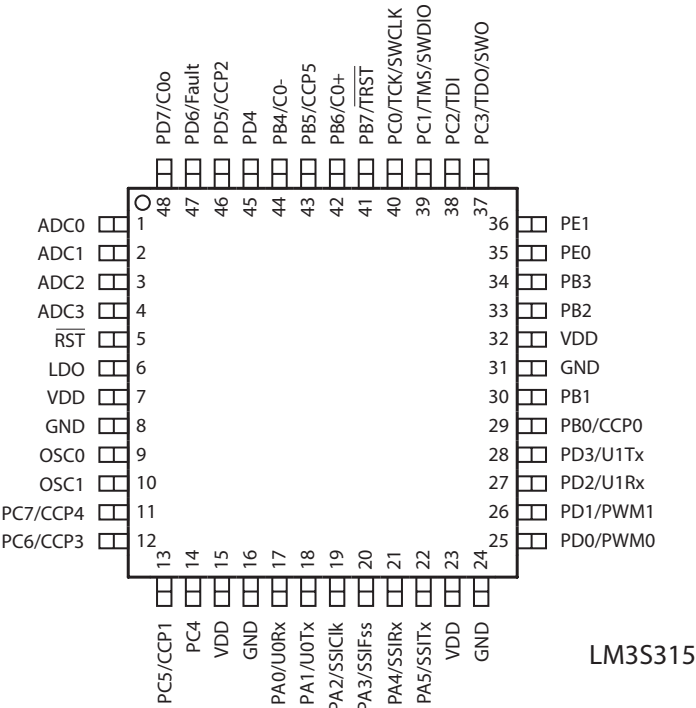 PD7/C0o
PD6/Fault
PD5/CCP2
PD4
PB4/C0-
PB5/CCP5
PB6/C0+
PB7/TRST
PC0/TCK/SWCLK
PC1/TMS/SWDIO
PC2/TDI
PC3/TDO/SWO
48 47 46 45 44 43 42 41 40 39 38 37
ADC0 1 36 PE1
ADC1 2 35 PE0
ADC2 3 34 PB3
ADC3 4 33 PB2
RST 5 32 VDD
LDO 6 31 GND
VDD 7 30 PB1
GND 8 29 PB0/CCP0
OSC0 9 28 PD3/U1Tx
OSC1 10 27 PD2/U1Rx
PC7/CCP4 11 26 PD1/PWM1
PC6/CCP3 12 25 PD0/PWM0
13 14 15 16 17 18 19 20 21 22 23 24
PC5/CCP1
PC4
VDD
GND
PA0/U0Rx
PA1/U0Tx
PA2/SSIClk
PA3/SSIFss
PA4/SSIRx
PA5/SSITx
VDD
GND
LM3S315